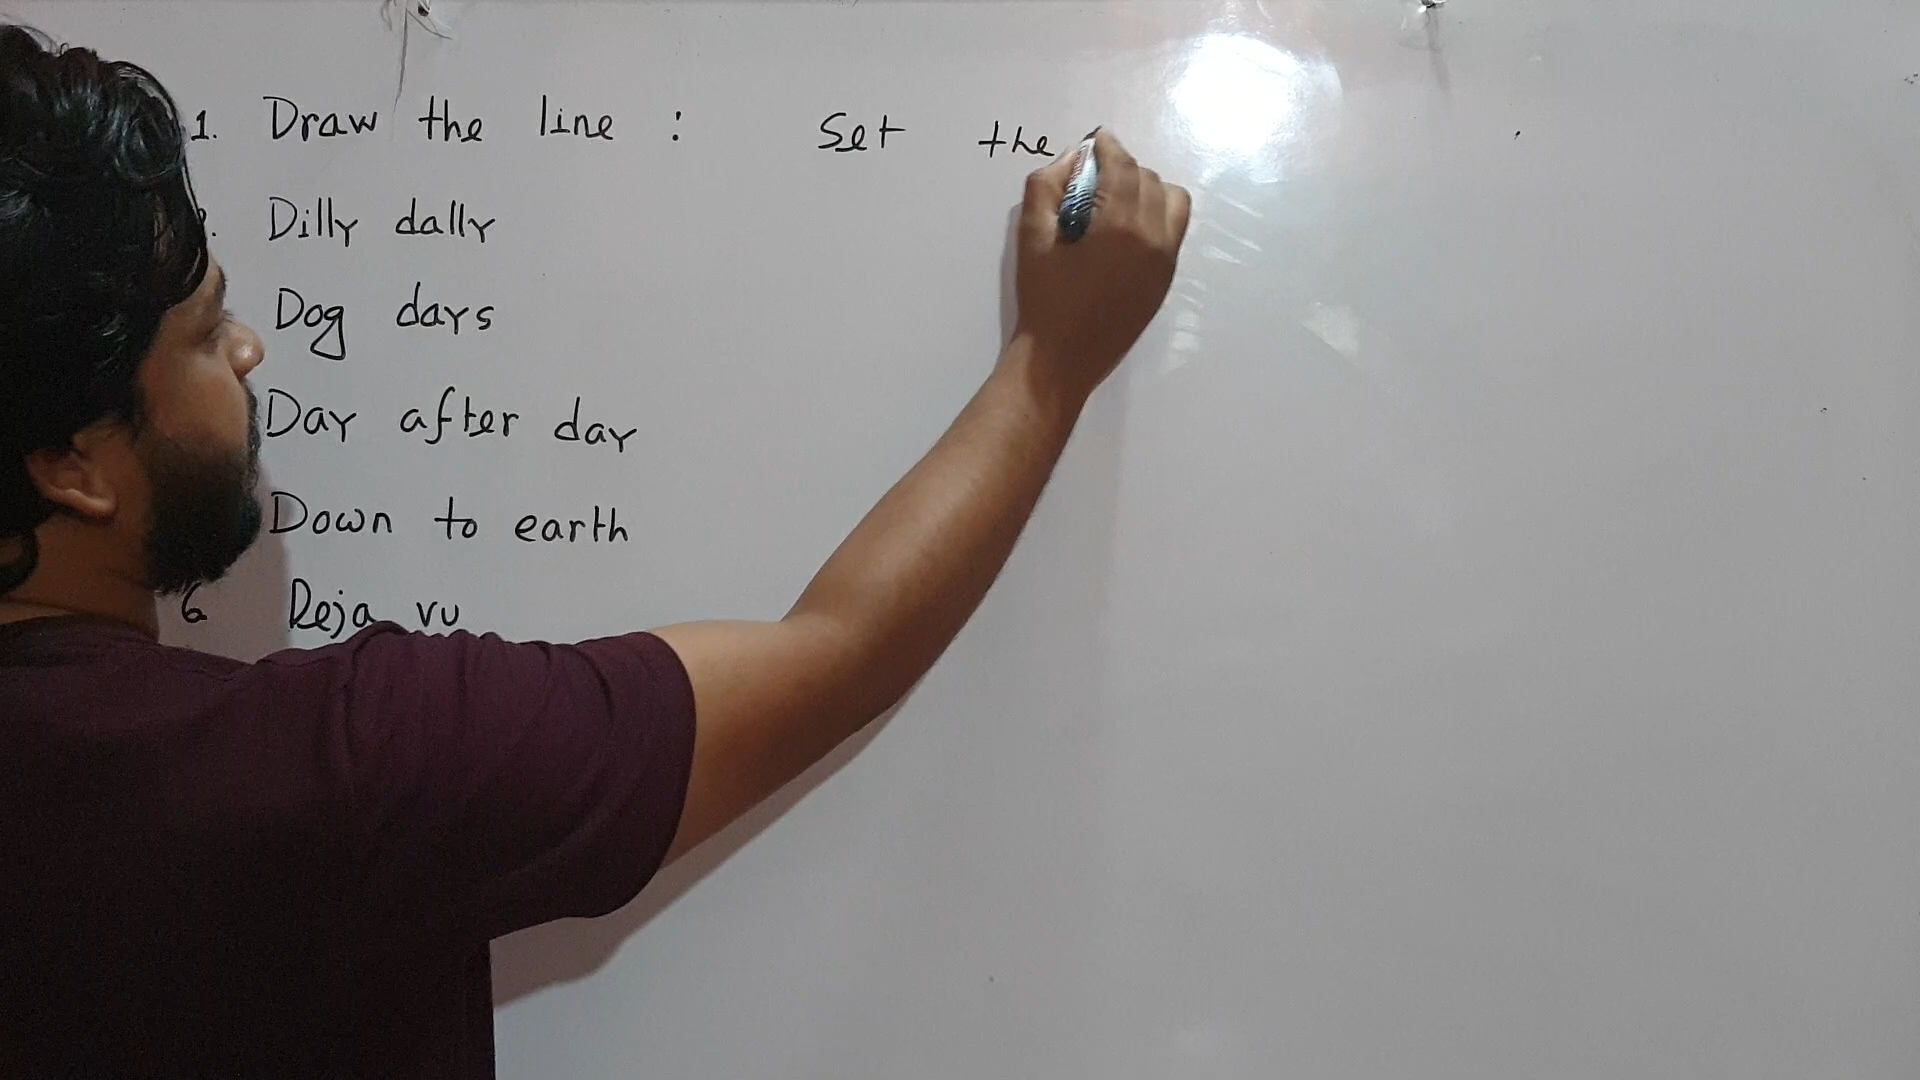 1. Draw the line : Set the
. Dilly dally
Dog days
Day after day
Down to earth
6 Deja vu